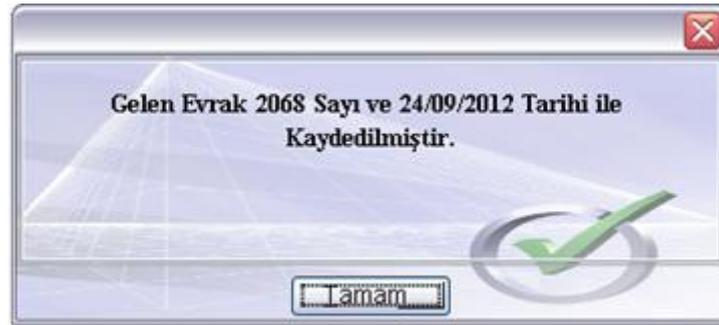 Gelen Evrak 2068 Sayı ve 24/09/2012 Tarihi ile
Kaydedilmiştir.
Tamam